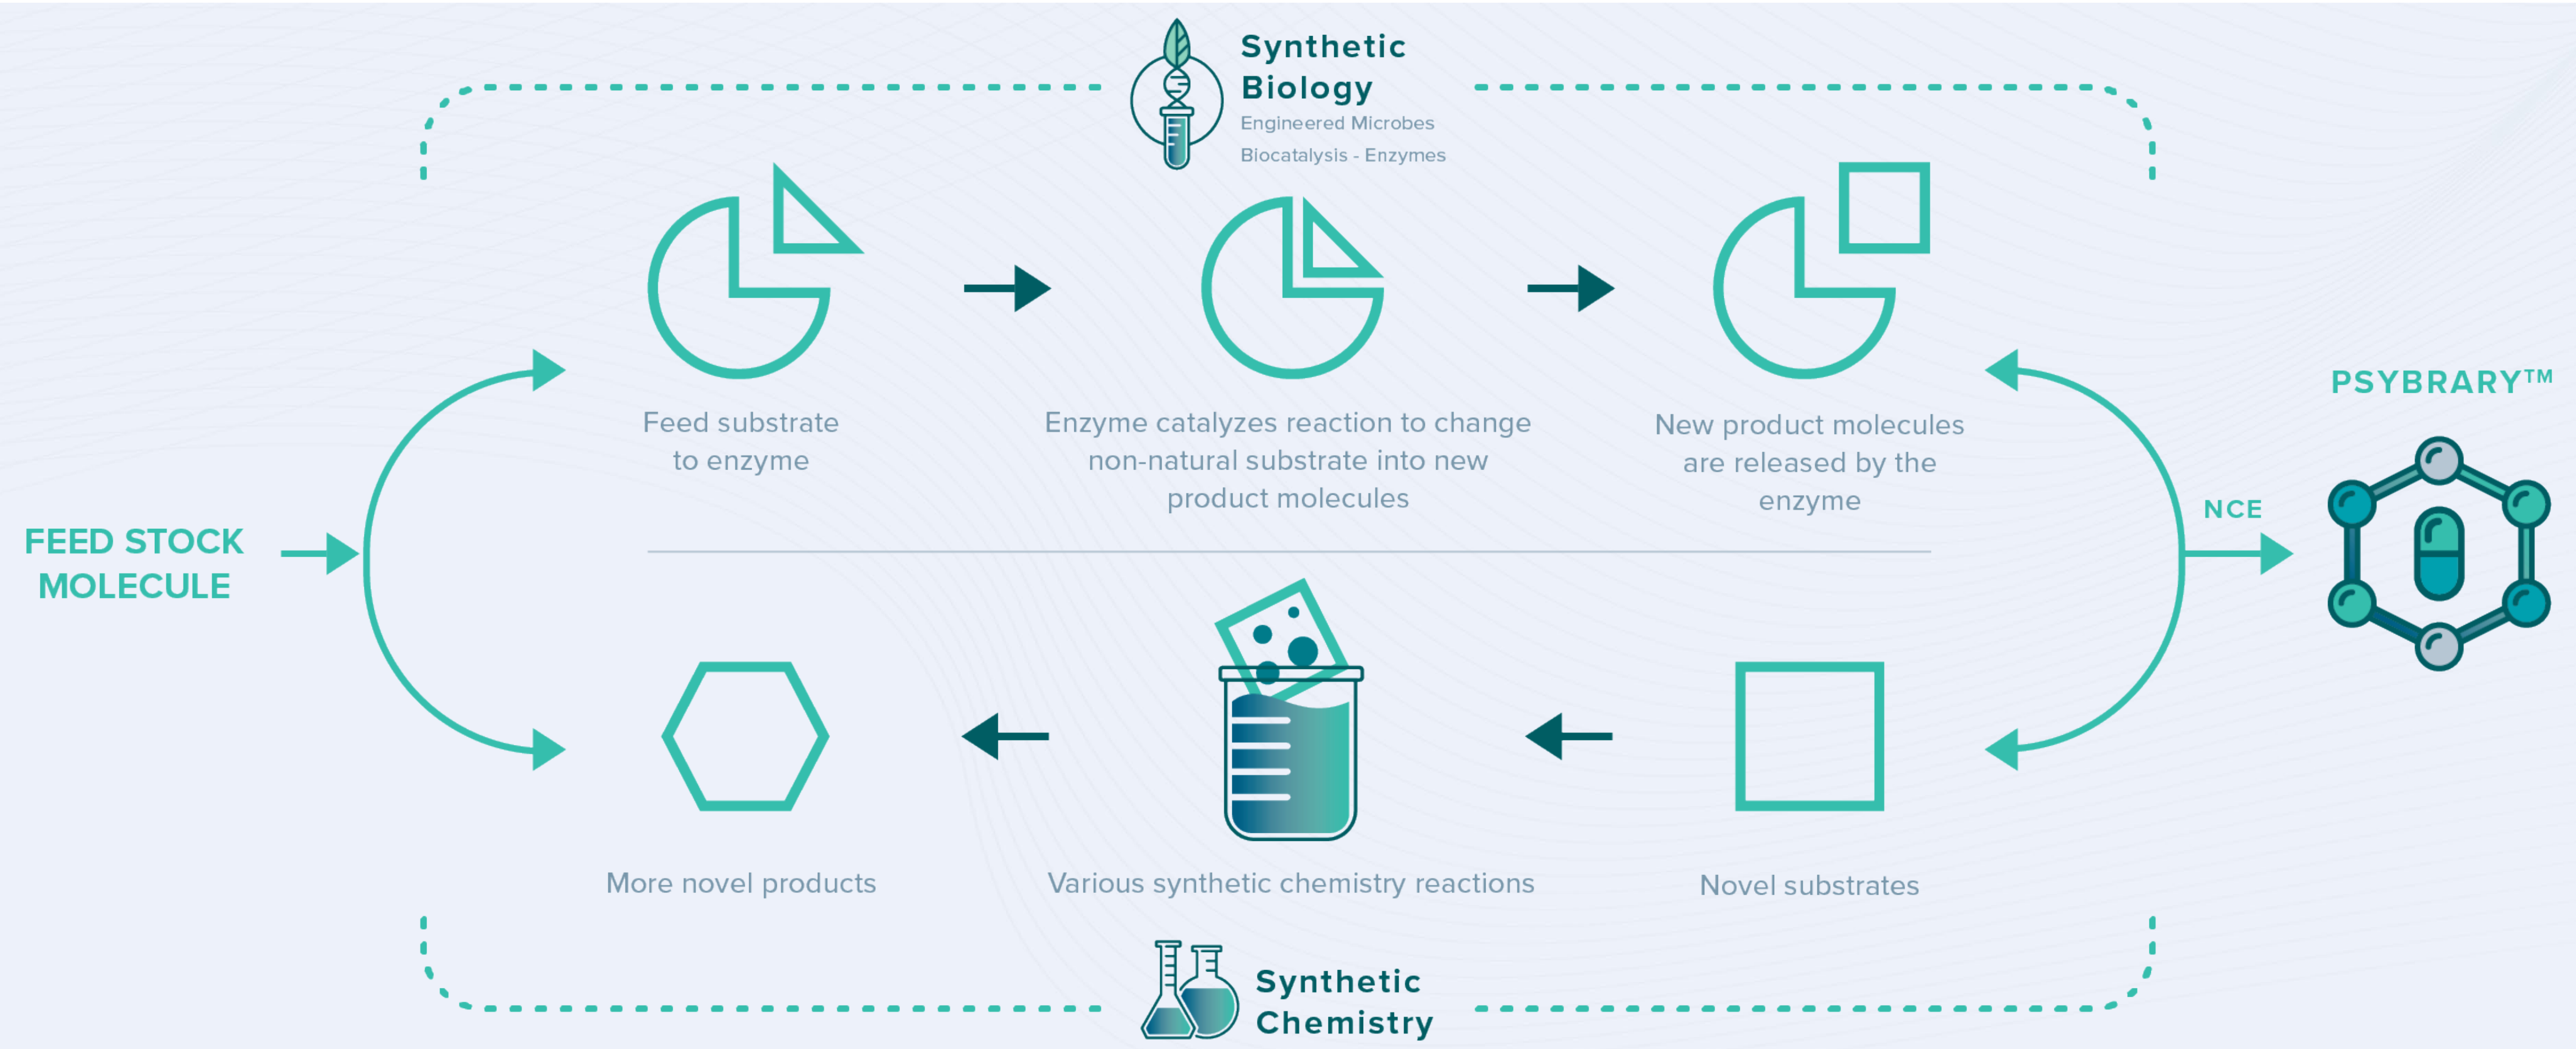 Synthetic
Biology
Engineered Microbes
Biocatalysis - Enzymes
Feed substrate
to enzyme
Enzyme catalyzes reaction to change
non-natural substrate into new
product molecules
New product molecules
are released by the
enzyme
FEED STOCK
MOLECULE
NCE
PSYBRARY™
More novel products
Various synthetic chemistry reactions
Novel substrates
Synthetic
Chemistry